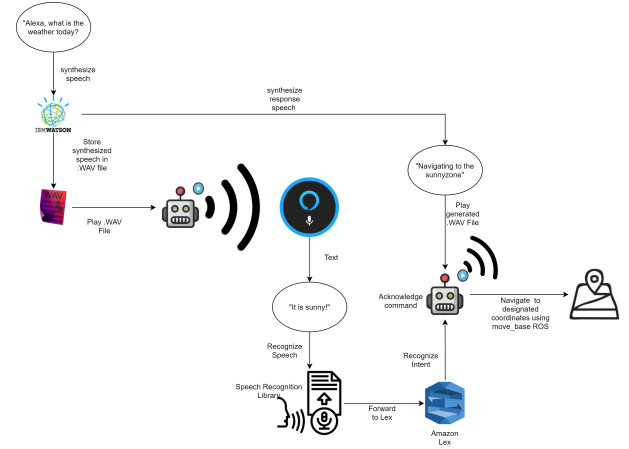 "Alexa, what is the
weather today?
synthesize
speech
synthesize
response
speech
IBM WATSON
Store
synthesized
speech in
.WAV file
"Navigating to the
sunnyzone"
WAV
Play .WAV
File
Play
generated
.WAV File
Text
Acknowledge
command
Navigate to
designated
coordinates using
move_base ROS
"It is sunny!"
Recognize
Speech
Recognize
Intent
Speech Recognition
Library
Forward
to Lex
Amazon
Lex